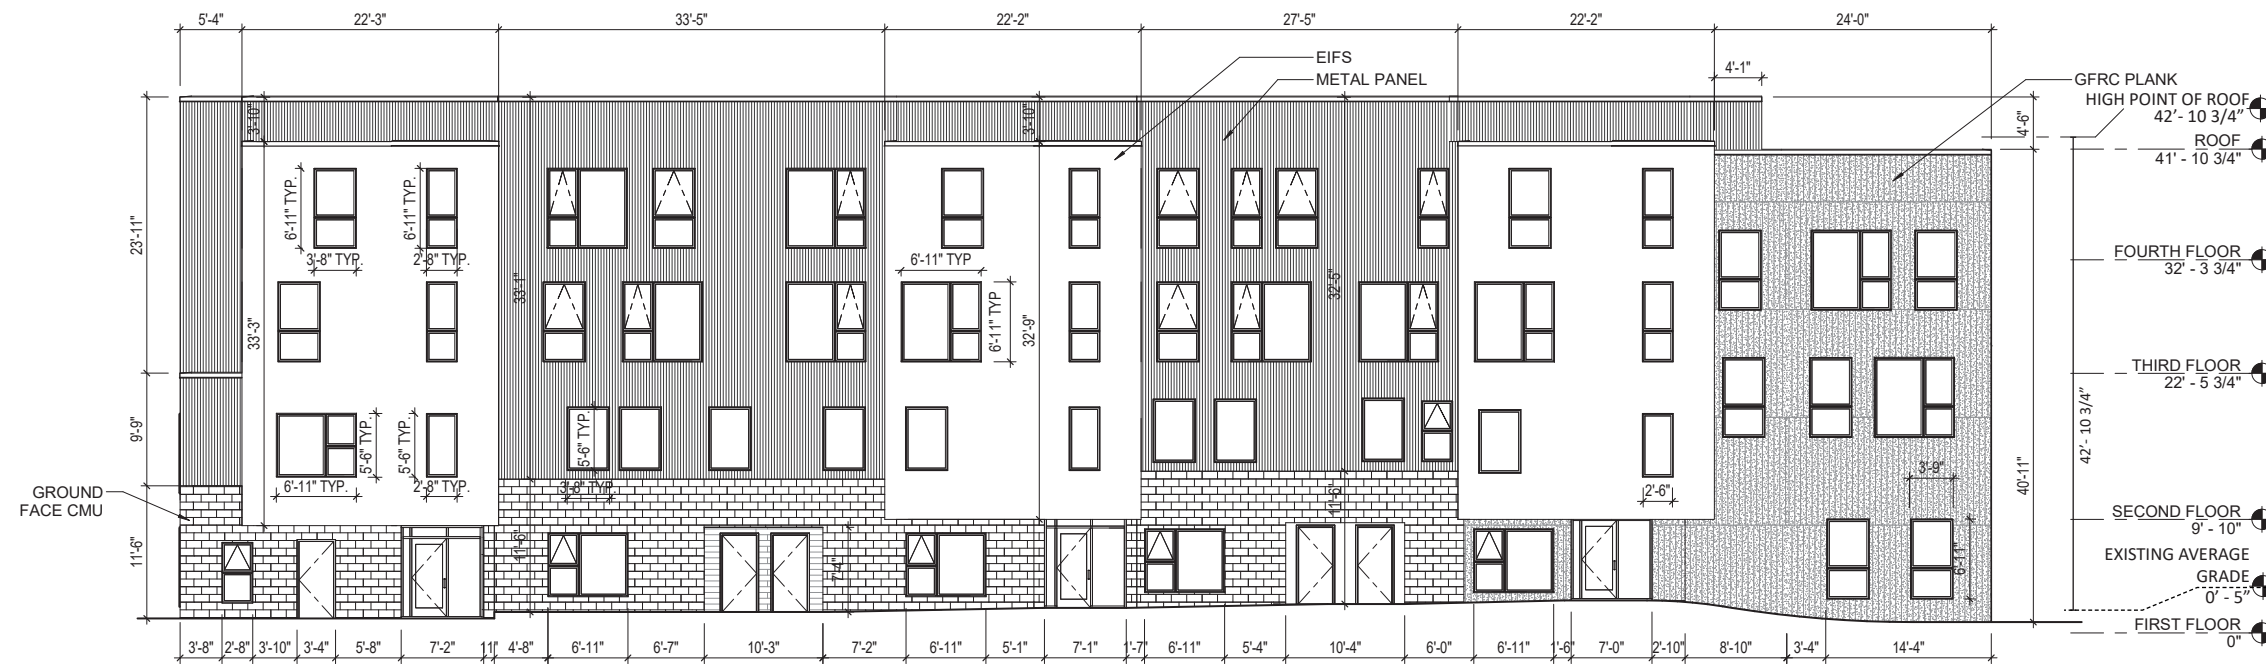 5'-4" 22'-3" 33'-5" 22'-2" 27'-5" 22'-2" 24'-0"
EIFS
METAL PANEL
4'-1"
GFRC PLANK
HIGH POINT OF ROOF
42'- 10 3/4"
ROOF
41' - 10 3/4"
4'-6"
3'-10"
3'-10"
6'-11" TYP.
6'-11" TYP.
3'-8" TYP.
2'-8" TYP.
23'-11"
33'-3"
33'-1"
6'-11" TYP
6'-11" TYP
32'-9"
32'-5"
FOURTH FLOOR
32' - 3 3/4"
THIRD FLOOR
22' - 5 3/4"
42'- 10 3/4"
40'-11"
9'-9"
5'-6" TYP.
5'-6" TYP.
6'-11" TYP.
2'-8" TYP.
5'-6" TYP.
3'-8" TYP.
2'-6"
3'-9"
GROUND
FACE CMU
11'-6"
11'-6"
7'-4"
11'-6"
6'-11"
SECOND FLOOR
9' - 10"
EXISTING AVERAGE
GRADE
0' - 5"
FIRST FLOOR
0"
3'-8" 2'-8" 3'-10" 3'-4" 5'-8" 7'-2" 11" 4'-8" 6'-11" 6'-7" 10'-3" 7'-2" 6'-11" 5'-1" 7'-1" 1'-7" 6'-11" 5'-4" 10'-4" 6'-0" 6'-11" 1'-6" 7'-0" 2'-10" 8'-10" 3'-4" 14'-4"